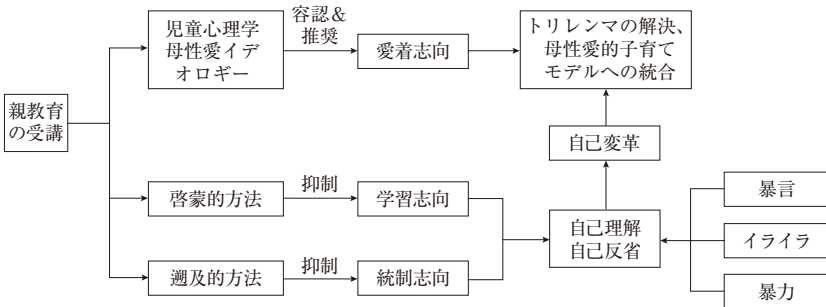 児童心理学
母性愛イデ
オロギー
容認＆
推奨
愛着志向
トリレンマの解決、
母性愛的子育て
モデルへの統合
親教育
の受講
自己変革
啓蒙的方法
抑制
学習志向
自己理解
自己反省
暴言
イライラ
暴力
遡及的方法
抑制
統制志向